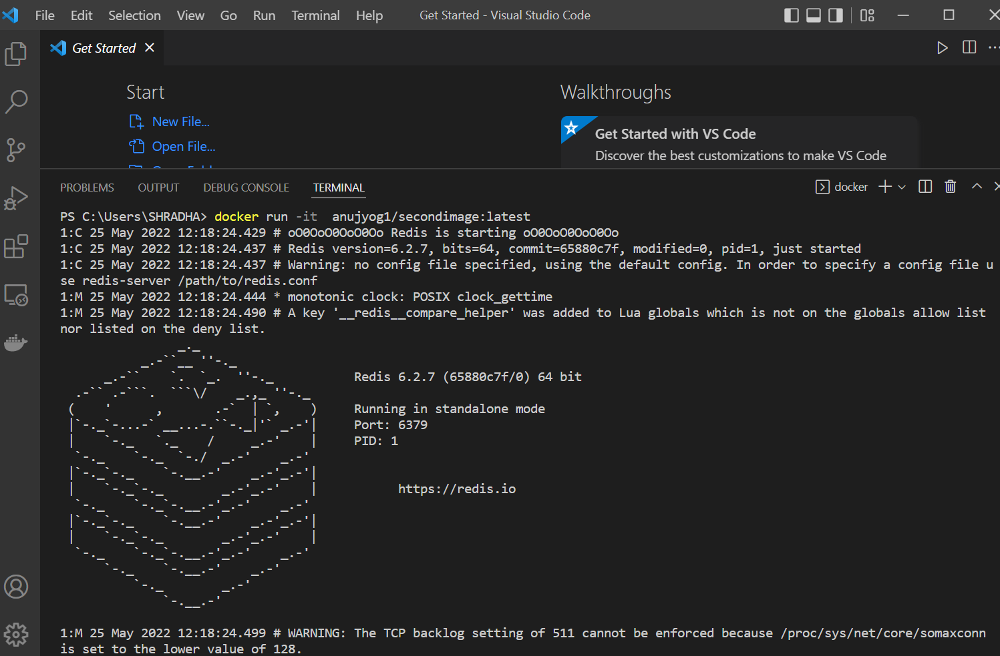 File Edit Selection View Go Run Terminal Help Get Started - Visual Studio Code
Get Started
Start
Walkthroughs
New File...
Open File...
Get Started with VS Code
Discover the best customizations to make VS Code
PROBLEMS OUTPUT DEBUG CONSOLE TERMINAL docker
PS C:\Users\SHRADHA> docker run -it  anujyog1/secondimage:latest
1:C 25 May 2022 12:18:24.429 # oO0OoO0OoO0Oo Redis is starting oO0OoO0OoO0Oo
1:C 25 May 2022 12:18:24.437 # Redis version=6.2.7, bits=64, commit=65880c7f, modified=0, pid=1, just started
1:C 25 May 2022 12:18:24.437 # Warning: no config file specified, using the default config. In order to specify a config file u
se redis-server /path/to/redis.conf
1:M 25 May 2022 12:18:24.444 * monotonic clock: POSIX clock_gettime
1:M 25 May 2022 12:18:24.490 # A key '__redis__compare_helper' was added to Lua globals which is not on the globals allow list
nor listed on the deny list.
Redis 6.2.7 (65880c7f/0) 64 bit
Running in standalone mode
Port: 6379
PID: 1
https://redis.io
1:M 25 May 2022 12:18:24.499 # WARNING: The TCP backlog setting of 511 cannot be enforced because /proc/sys/net/core/somaxconn
is set to the lower value of 128.